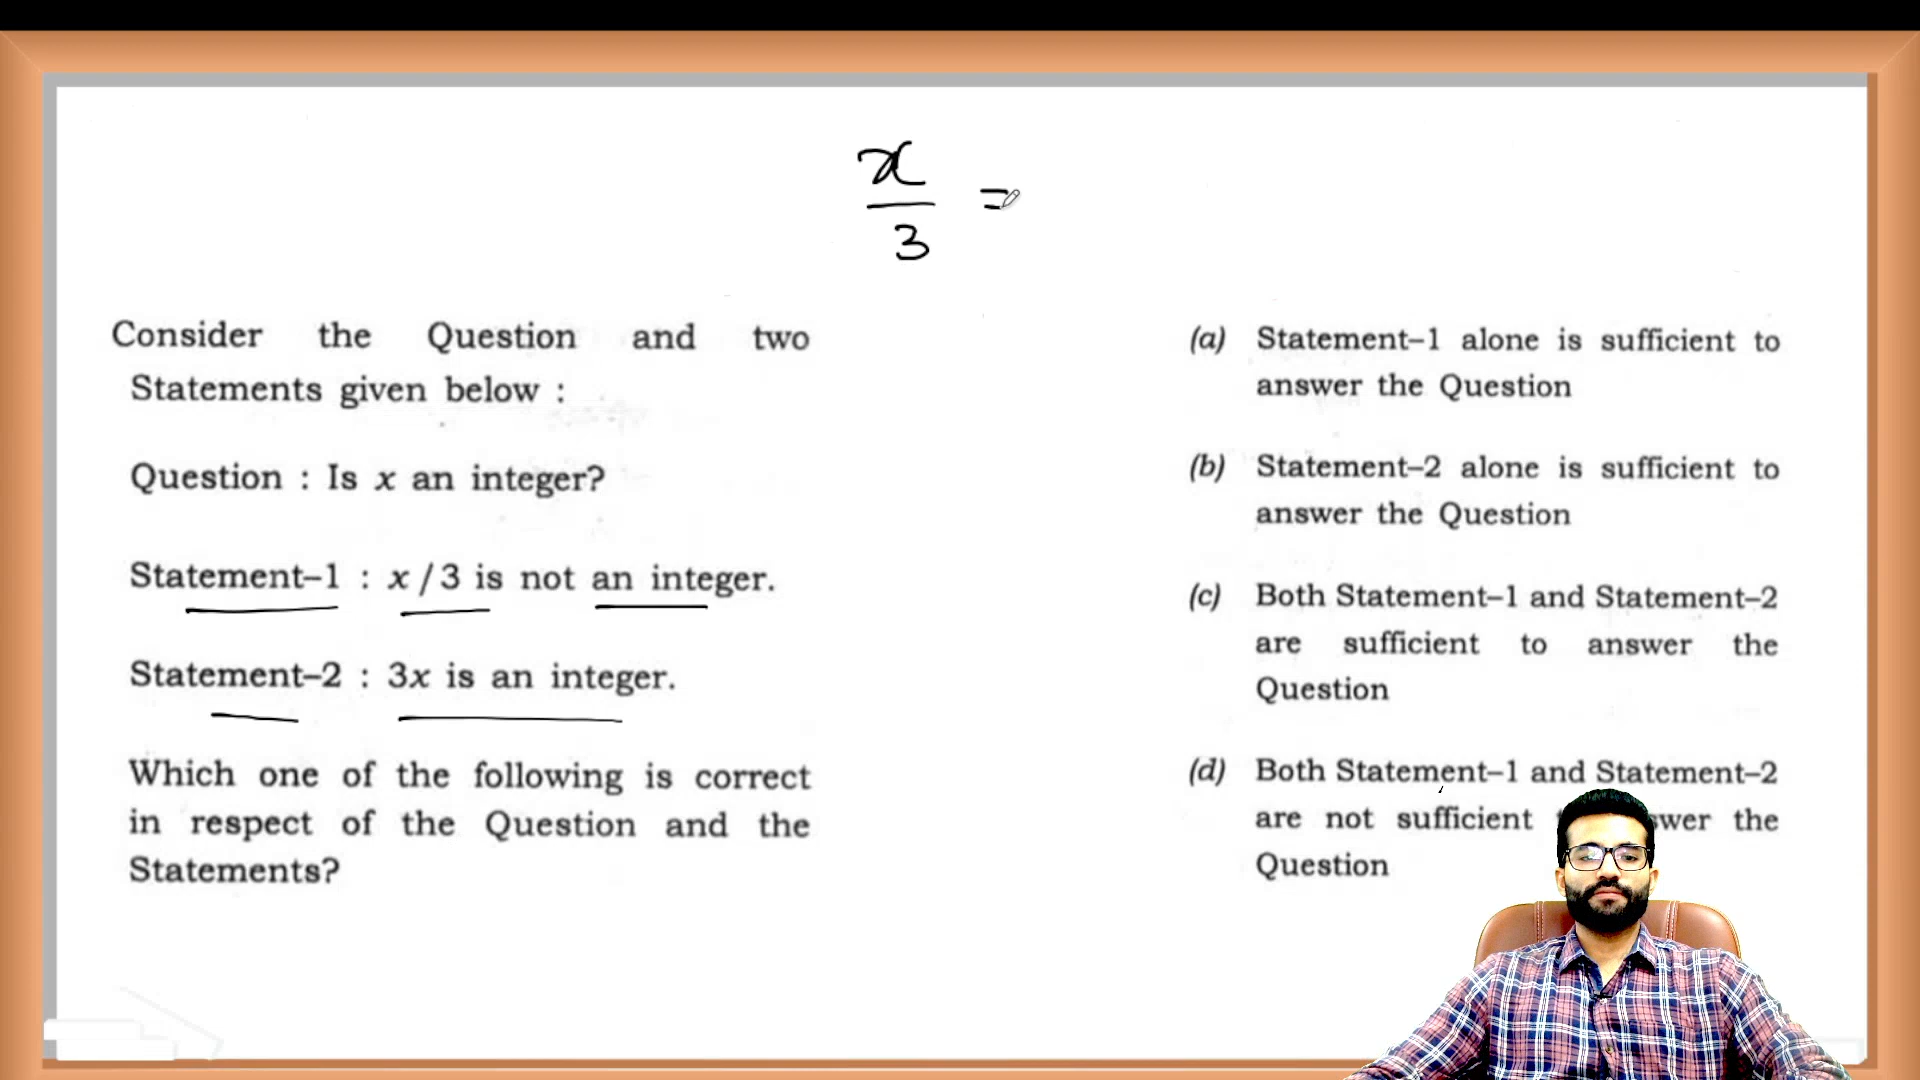 x
3
=
Consider the Question and two
Statements given below :
Question : Is x an integer?
Statement–1 : x/3 is not an integer.
Statement–2 : 3x is an integer.
Which one of the following is correct
in respect of the Question and the
Statements?
(a) Statement–1 alone is sufficient to
answer the Question
(b) Statement–2 alone is sufficient to
answer the Question
(c) Both Statement–1 and Statement–2
are sufficient to answer the
Question
(d) Both Statement–1 and Statement–2
are not sufficient the
Question